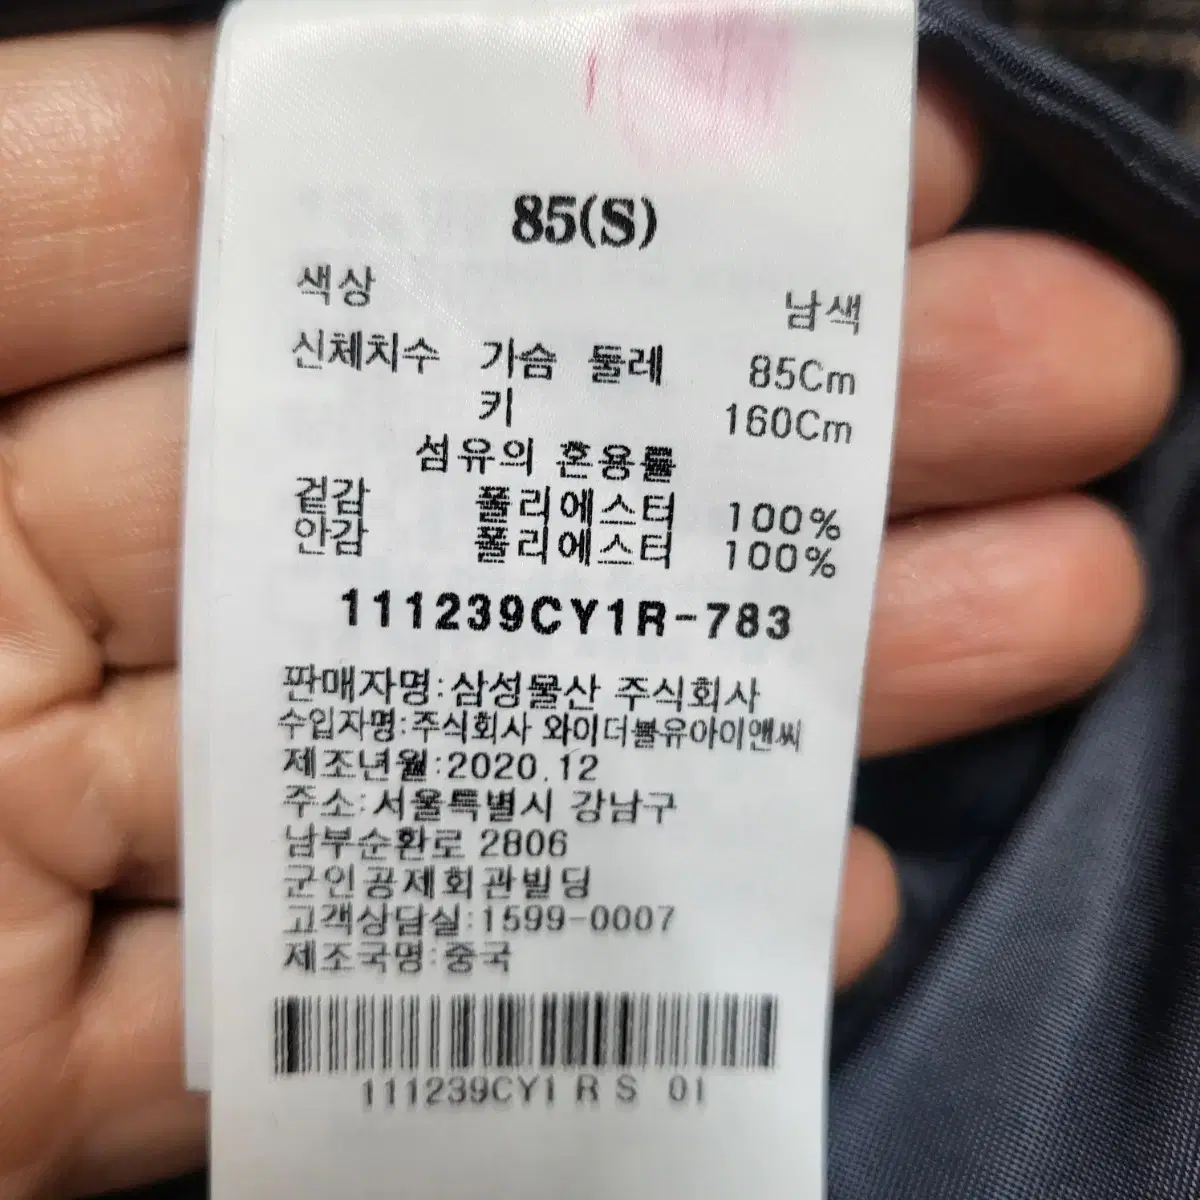 85(S)
색상 남색
신체치수 가슴 둘레 85Cm
키 160Cm
섬유의 혼용률
겉감 폴리에스터 100%
안감 폴리에스터 100%
111239CY1R-783
판매자명:삼성물산 주식회사
수입자명:주식회사 와이더블유아이앤씨
제조년월:2020.12
주소:서울특별시 강남구
남부순환로 2806
군인공제회관빌딩
고객상담실:1599-0007
제조국명:중국
111239CY1 R S 01